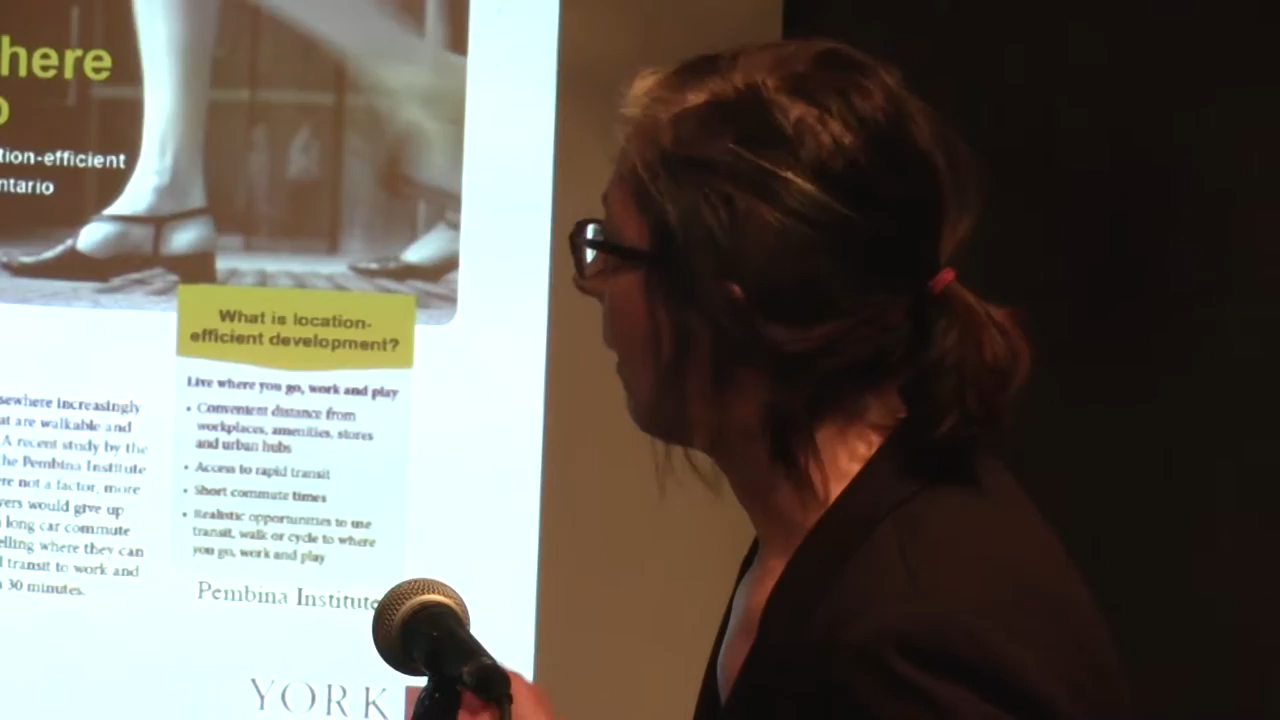 here
tion-efficient
ntario
What is location-
efficient development?
Live where you go, work and play
• Convenient distance from
workplaces, amenities, stores
and urban hubs
• Access to rapid transit
• Short commute times
• Realistic opportunities to use
transit, walk or cycle to where
you go, work and play
Pembina Institute
sewhere increasingly
at are walkable and
A recent study by the
he Pembina Institute
re not a factor, more
yers would give up
long car commute
elling where they can
transit to work and
30 minutes.
YORK